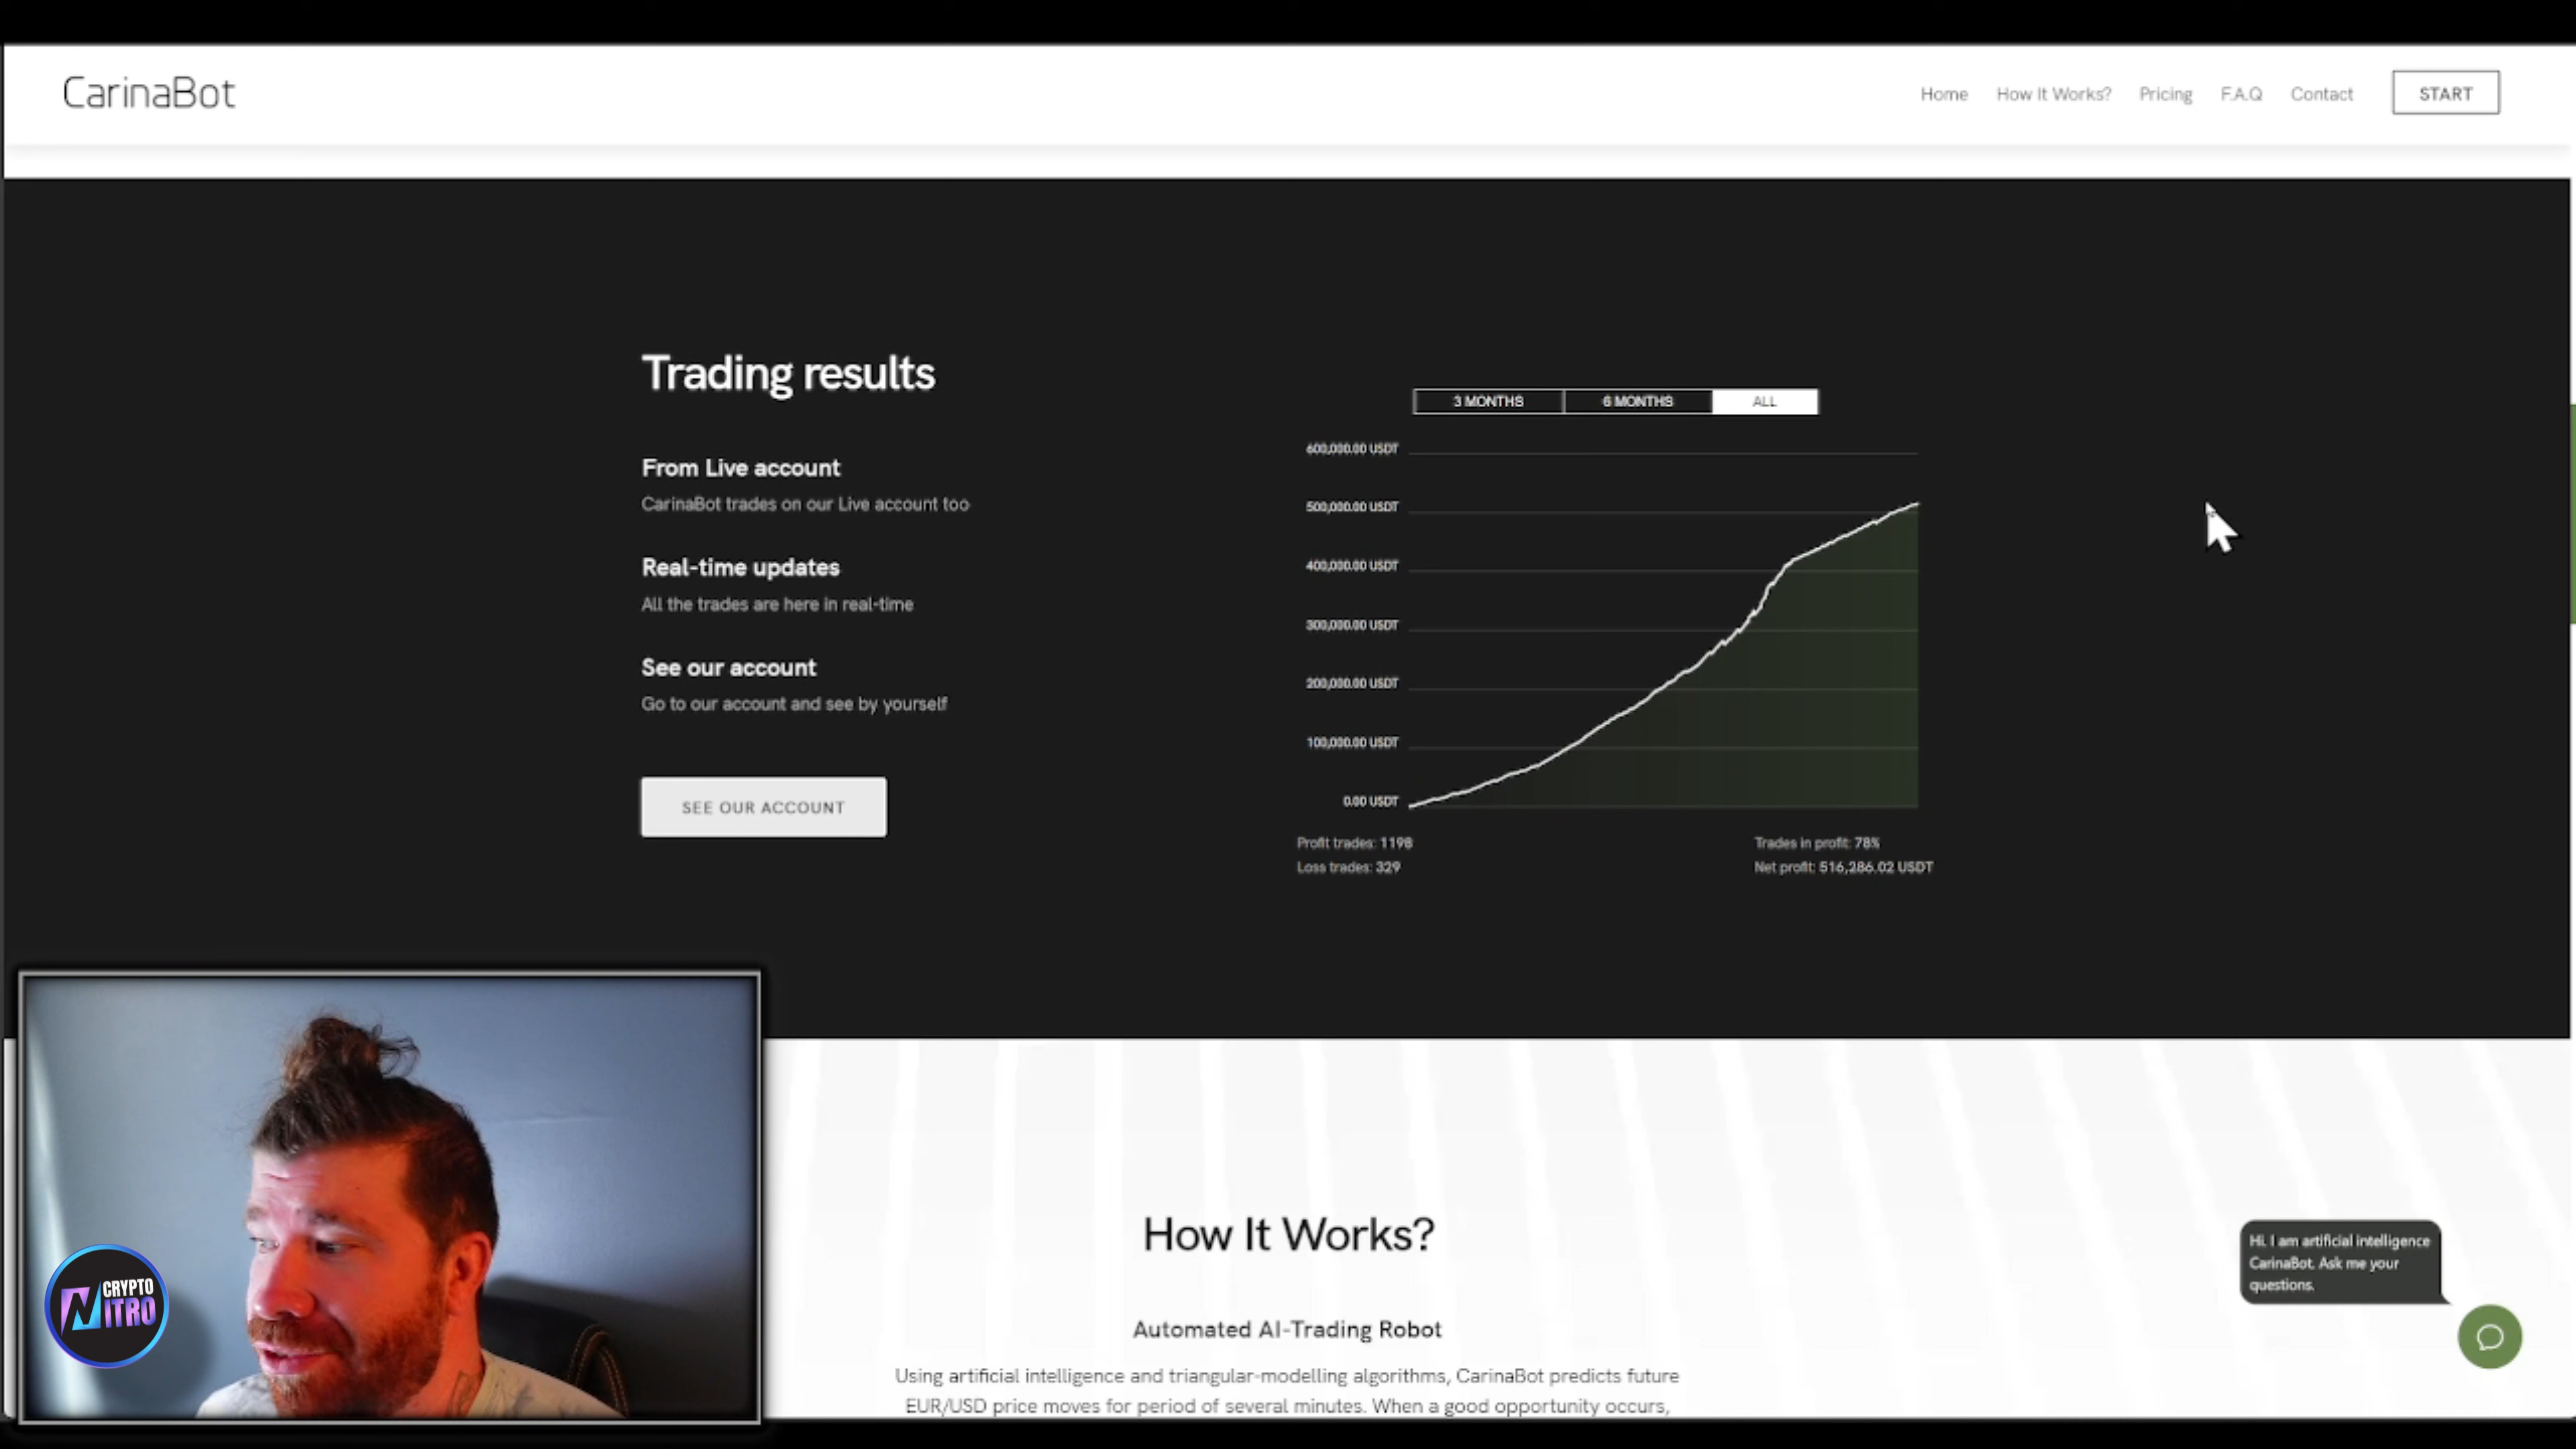 CarinaBot
Home How It Works? Pricing F.A.Q Contact START
Trading results
From Live account
CarinaBot trades on our Live account too
Real-time updates
All the trades are here in real-time
See our account
Go to our account and see by yourself
SEE OUR ACCOUNT
3 MONTHS 6 MONTHS ALL
600,000.00 USDT
500,000.00 USDT
400,000.00 USDT
300,000.00 USDT
200,000.00 USDT
100,000.00 USDT
0.00 USDT
Profit trades: 1198 Trades in profit: 78%
Loss trades: 329 Net profit: 516,286.02 USDT
How It Works?
Automated AI-Trading Robot
Using artificial intelligence and triangular-modelling algorithms, CarinaBot predicts future
EUR/USD price moves for period of several minutes. When a good opportunity occurs,
Hi. I am artificial intelligence
CarinaBot. Ask me your
questions.
CRYPTO
NITRO